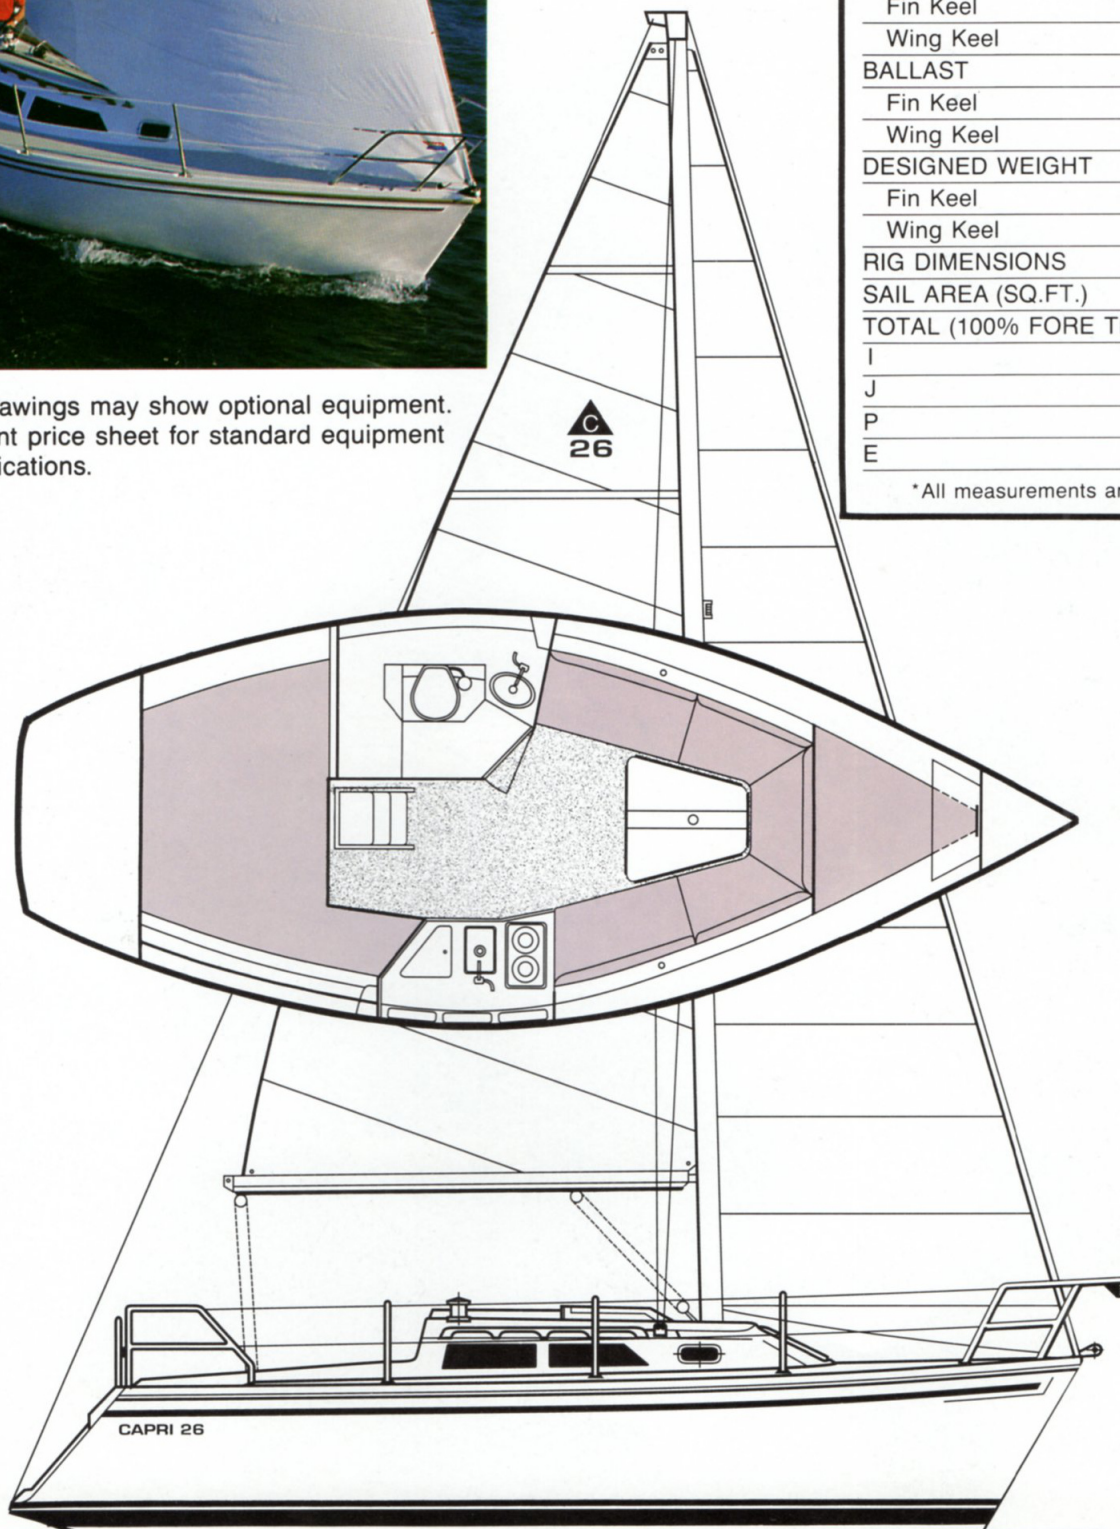 Fin Keel
Wing Keel
BALLAST
Fin Keel
Wing Keel
DESIGNED WEIGHT
Fin Keel
Wing Keel
RIG DIMENSIONS
SAIL AREA (SQ.FT.)
TOTAL (100% FORE T
I
J
P
E
*All measurements ar
awings may show optional equipment.
nt price sheet for standard equipment
ications.
C
26
CAPRI 26